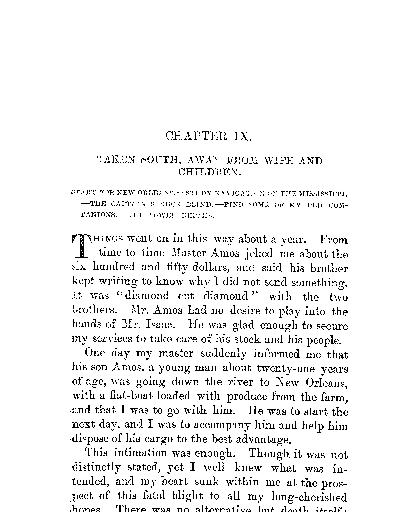 CHAPTER IX.
TAKEN SOUTH, AWAY FROM WIFE AND
CHILDREN.
START FOR NEW ORLEANS.—STUDY NAVIGATION ON THE MISSISSIPPI.
—THE CAPTAIN STRUCK BLIND.—FIND SOME OF MY OLD COM-
PANIONS.
THINGS went on in this way about a year. From
time to time Master Amos joked me about the
six hundred and fifty dollars, and said his brother
kept writing to know why I did not send something.
It was "diamond cut diamond" with the two
brothers. Mr. Amos had no desire to play into the
hands of Mr. Isaac. He was glad enough to secure
my services to take care of his stock and his people.
One day my master suddenly informed me that
his son Amos, a young man about twenty-one years
of age, was going down the river to New Orleans,
with a flat-boat loaded with produce from the farm,
and that I was to go with him. He was to start the
next day, and I was to accompany him and help him
dispose of his cargo to the best advantage.
This intimation was enough. Though it was not
distinctly stated, yet I well knew what was in-
tended, and my heart sunk within me at the pros-
pect of this fatal blight to all my long-cherished
hopes. There was no alternative but death itself;